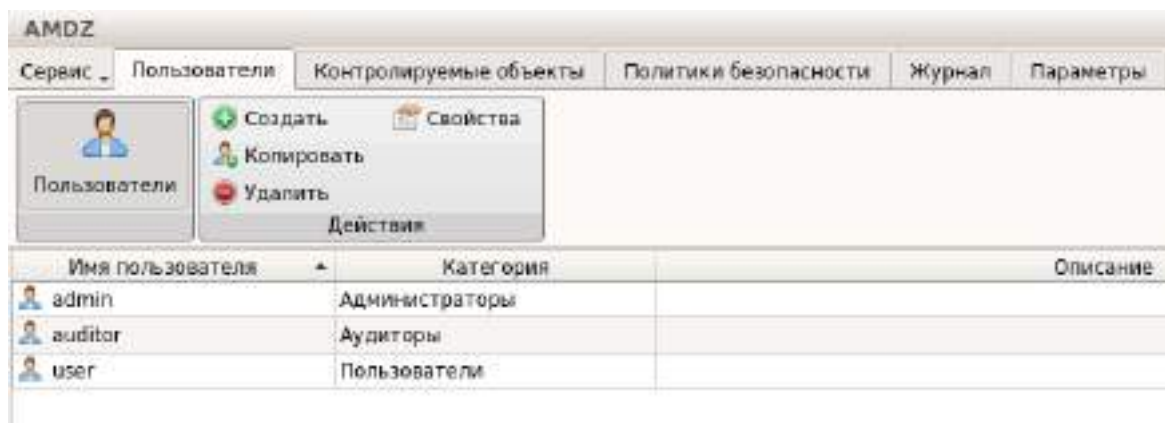 AMDZ
Сервис Пользователи Контролируемые объекты Политики безопасности Журнал Параметры
Пользователи
Создать Свойства
Копировать
Удалить
Действия
Имя пользователя Категория Описание
admin Администраторы
auditor Аудиторы
user Пользователи